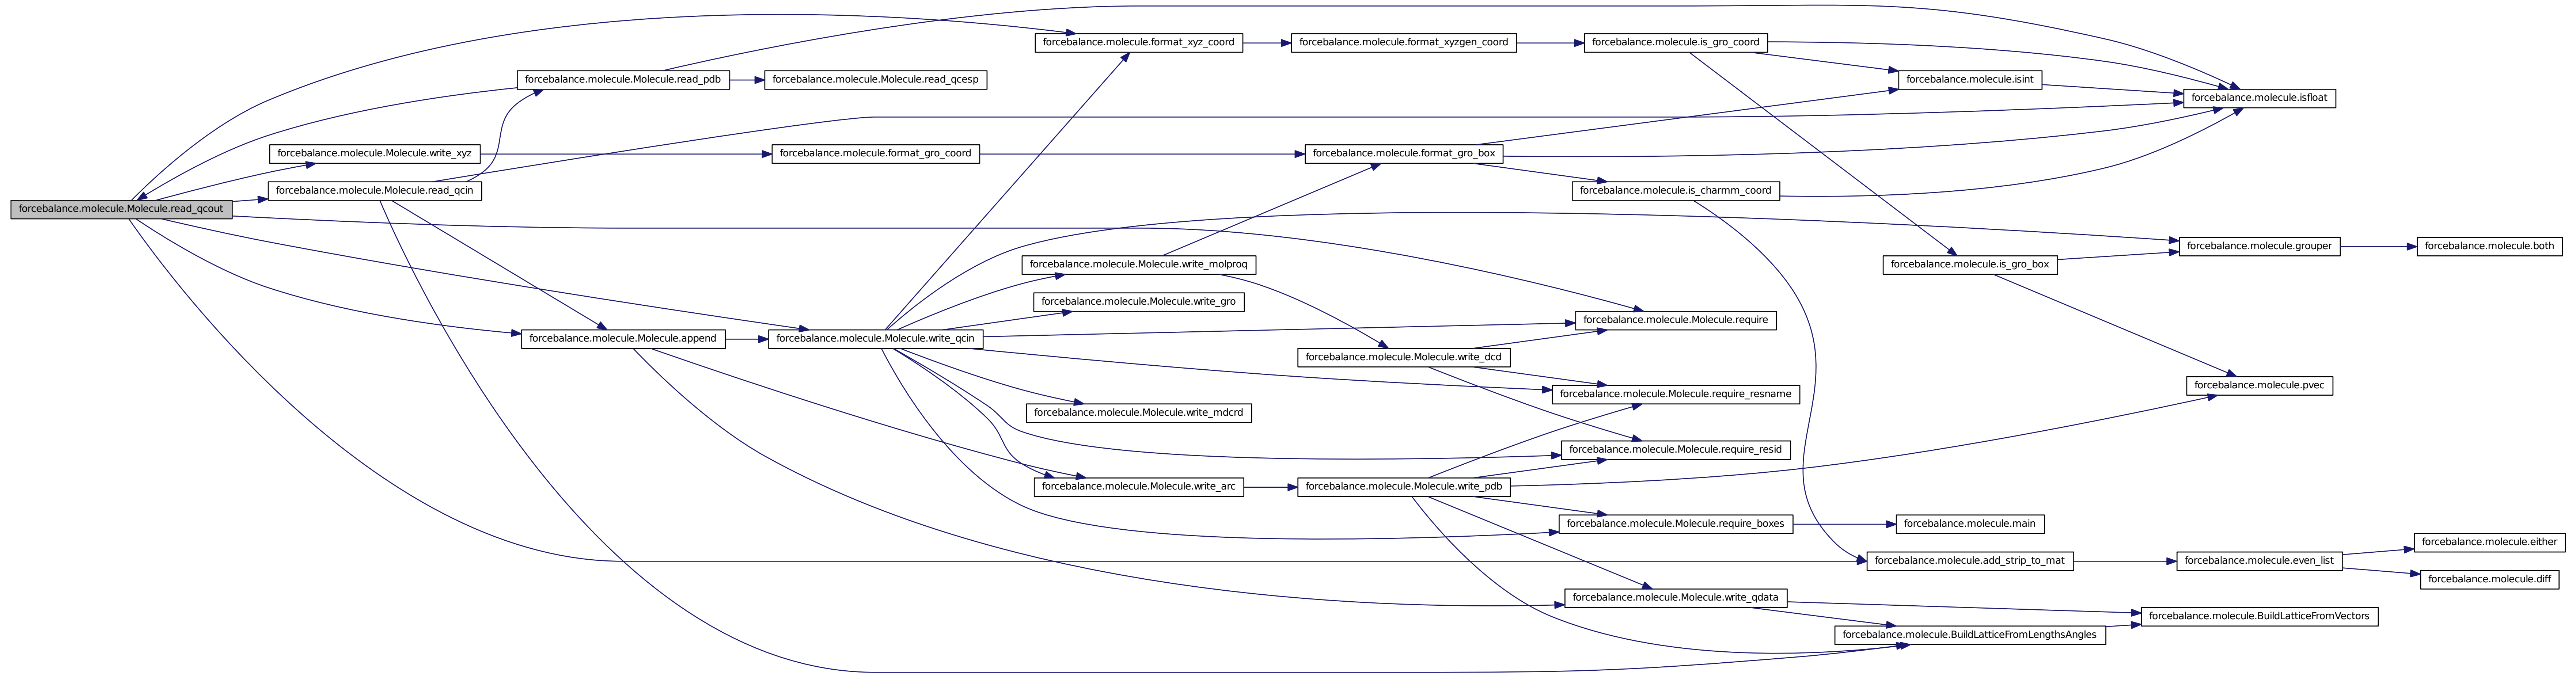 forcebalance.molecule.Molecule.read_qcout
forcebalance.molecule.Molecule.write_xyz
forcebalance.molecule.Molecule.read_qcin
forcebalance.molecule.Molecule.read_pdb
forcebalance.molecule.Molecule.append
forcebalance.molecule.Molecule.read_qcesp
forcebalance.molecule.format_gro_coord
forcebalance.molecule.Molecule.write_qcin
forcebalance.molecule.format_xyz_coord
forcebalance.molecule.Molecule.write_molproq
forcebalance.molecule.Molecule.write_gro
forcebalance.molecule.Molecule.write_mdcrd
forcebalance.molecule.Molecule.write_arc
forcebalance.molecule.format_xyzgen_coord
forcebalance.molecule.format_gro_box
forcebalance.molecule.Molecule.write_dcd
forcebalance.molecule.Molecule.write_pdb
forcebalance.molecule.is_gro_coord
forcebalance.molecule.is_charmm_coord
forcebalance.molecule.Molecule.require
forcebalance.molecule.Molecule.require_resname
forcebalance.molecule.Molecule.require_resid
forcebalance.molecule.Molecule.require_boxes
forcebalance.molecule.Molecule.write_qdata
forcebalance.molecule.isint
forcebalance.molecule.is_gro_box
forcebalance.molecule.main
forcebalance.molecule.add_strip_to_mat
forcebalance.molecule.BuildLatticeFromLengthsAngles
forcebalance.molecule.isfloat
forcebalance.molecule.grouper
forcebalance.molecule.pvec
forcebalance.molecule.even_list
forcebalance.molecule.BuildLatticeFromVectors
forcebalance.molecule.both
forcebalance.molecule.either
forcebalance.molecule.diff